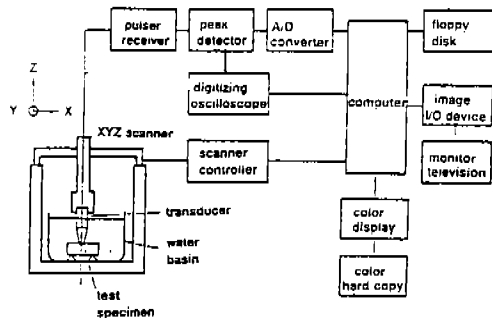 pulser
receiver
peak
detector
A/D
converter
floppy
disk
Z
Y
X
digitizing
oscilloscope
computer
image
I/O device
XYZ scanner
scanner
controller
monitor
television
transducer
water
basin
color
display
test
specimen
color
hard copy